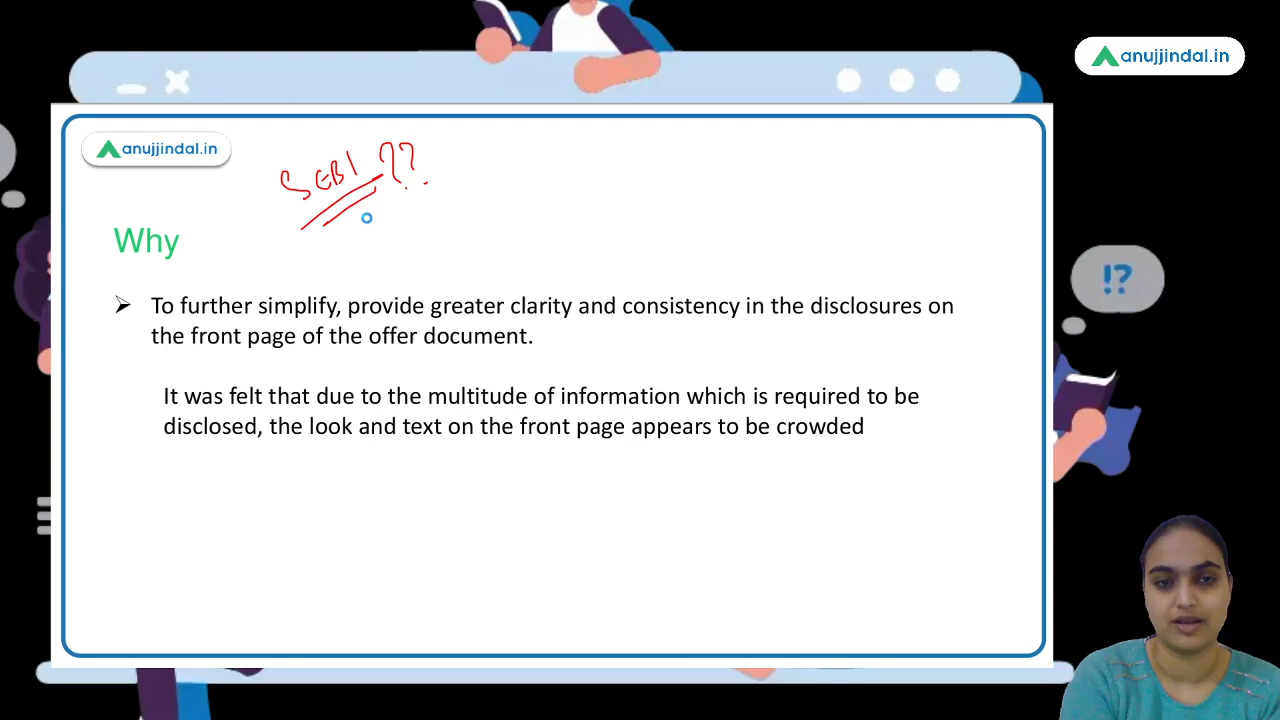 anujjindal.in
anujjindal.in
SEBI ??
Why
!?
➢ To further simplify, provide greater clarity and consistency in the disclosures on
the front page of the offer document.
It was felt that due to the multitude of information which is required to be
disclosed, the look and text on the front page appears to be crowded